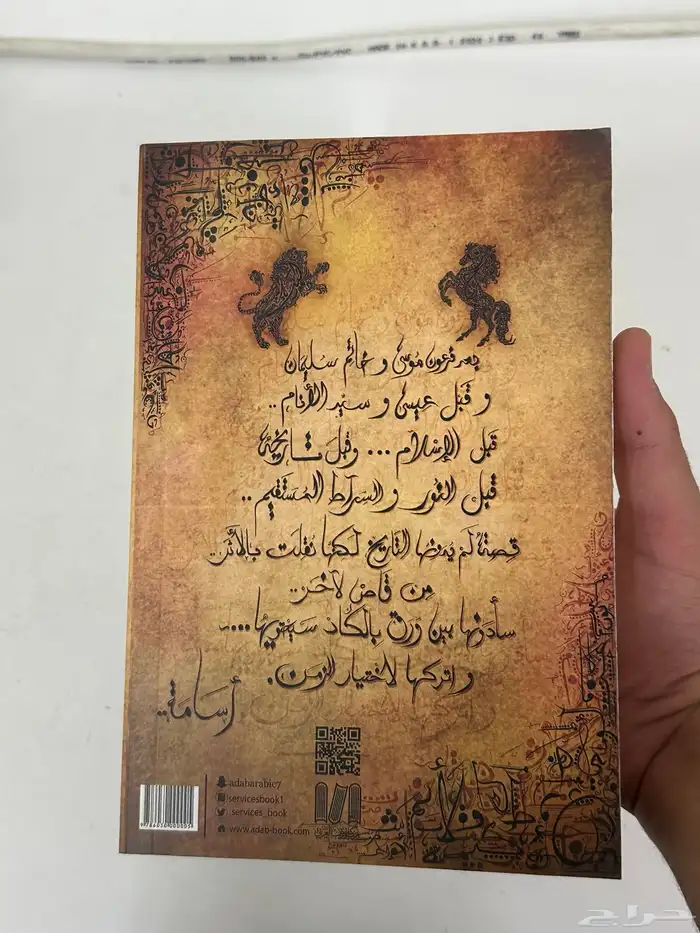 بعد فرعون موسى و خاتم سليمان
و قبل عيسى و سيد الأنام..
قبل الإسلام ... وقبل تاريخه
قبل النور و السراط المستقيم..
قصة لم يدونها التاريخ لكنها نقلت بالأثر..
من قاص لآخر..
سأدونها بين ورق بالكاد سيحتويها....
و اتركها لاختيار الزمن.
أسامة..
adabarabic7
servicesbook1
services_book
www.adab-book.com
حراج